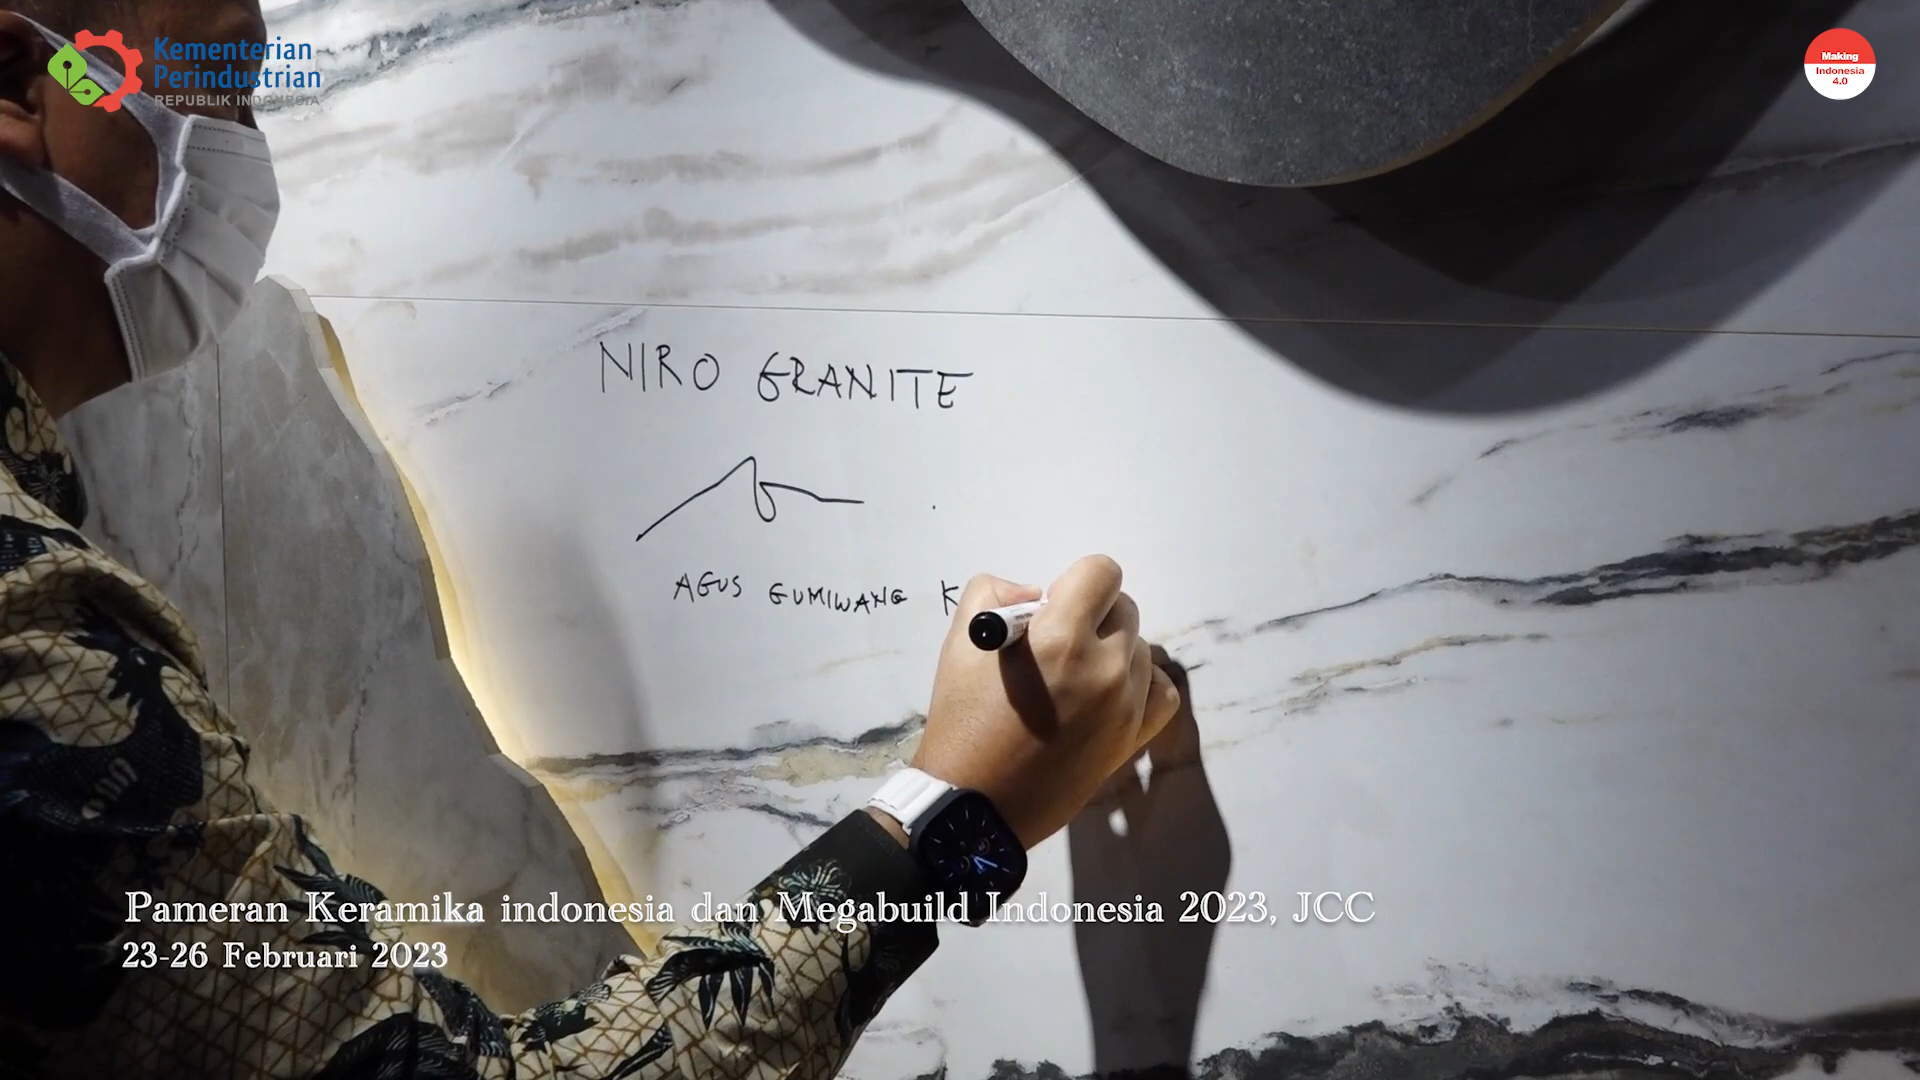 Kementerian
Perindustrian
REPUBLIK INDONESIA
Making
Indonesia
4.0
NIRO GRANITE
AGUS GUMIWANG K
Pameran Keramika indonesia dan Megabuild Indonesia 2023, JCC
23-26 Februari 2023